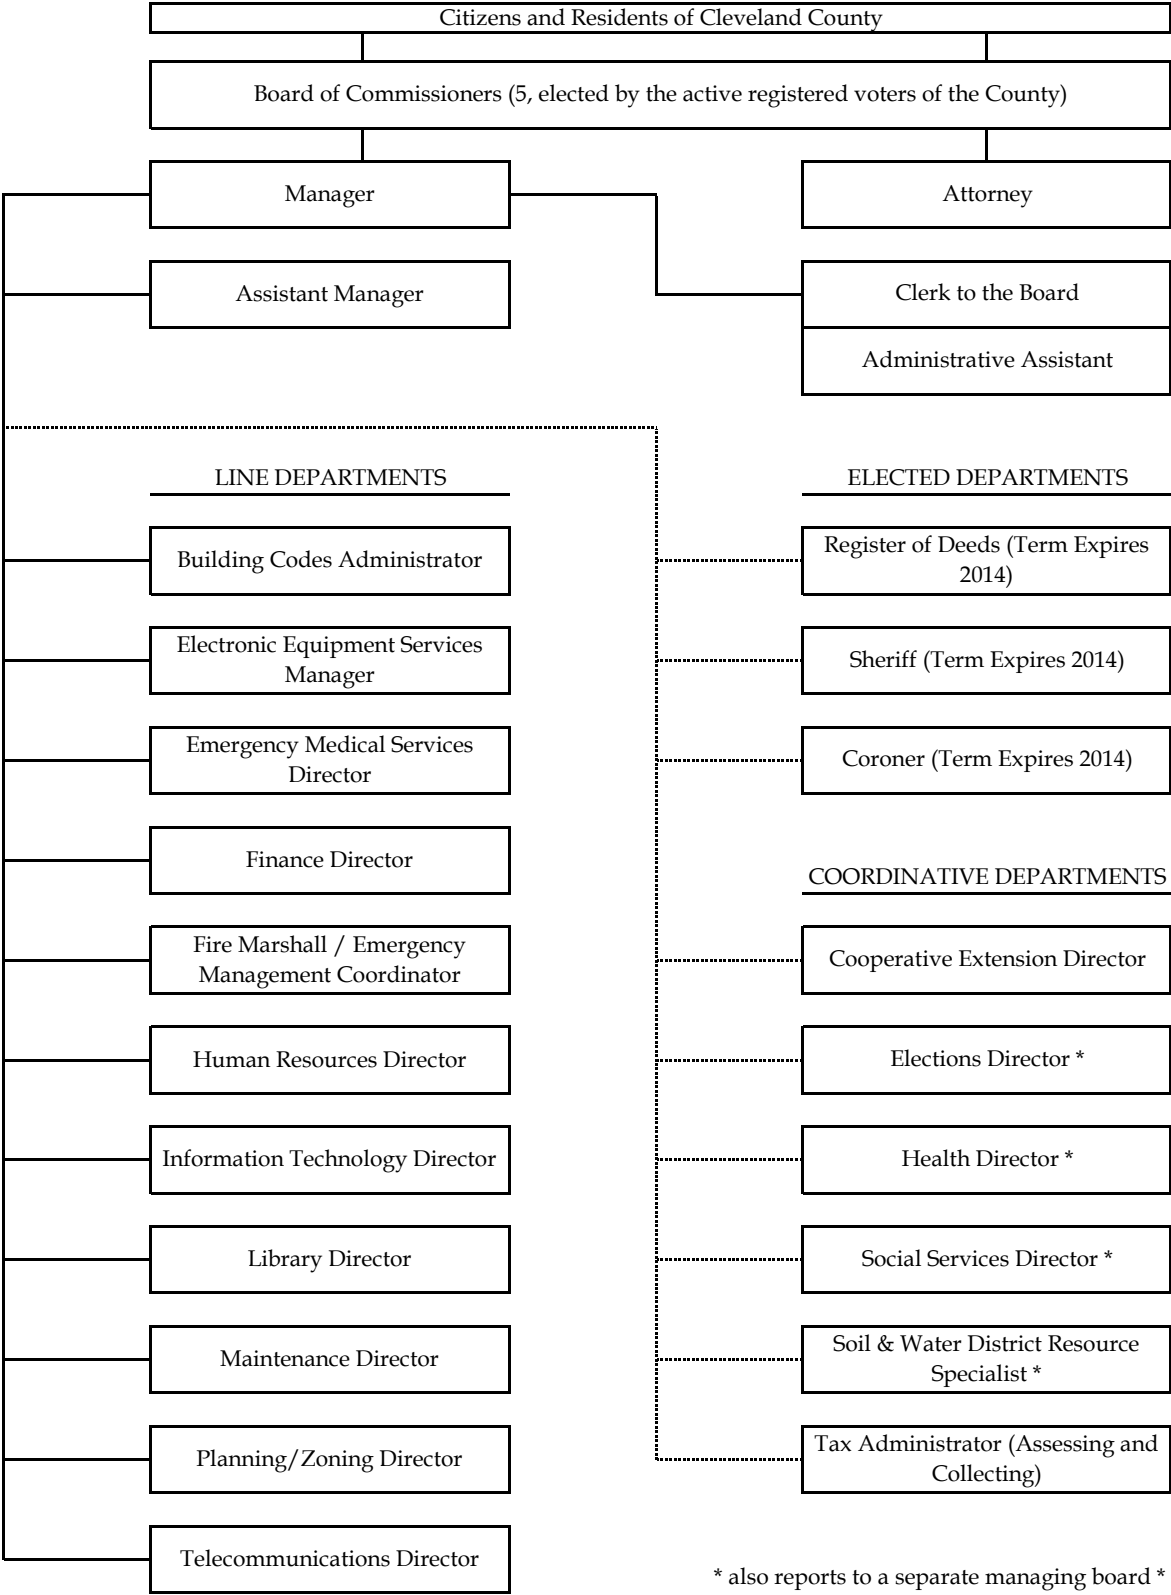 Citizens and Residents of Cleveland County
Board of Commissioners (5, elected by the active registered voters of the County)
Manager
Attorney
Assistant Manager
Clerk to the Board
Administrative Assistant
LINE DEPARTMENTS
Building Codes Administrator
Electronic Equipment Services
Manager
Emergency Medical Services
Director
Finance Director
Fire Marshall / Emergency
Management Coordinator
Human Resources Director
Information Technology Director
Library Director
Maintenance Director
Planning/Zoning Director
Telecommunications Director
ELECTED DEPARTMENTS
Register of Deeds (Term Expires
2014)
Sheriff (Term Expires 2014)
Coroner (Term Expires 2014)
COORDINATIVE DEPARTMENTS
Cooperative Extension Director
Elections Director *
Health Director *
Social Services Director *
Soil & Water District Resource
Specialist *
Tax Administrator (Assessing and
Collecting)
* also reports to a separate managing board *